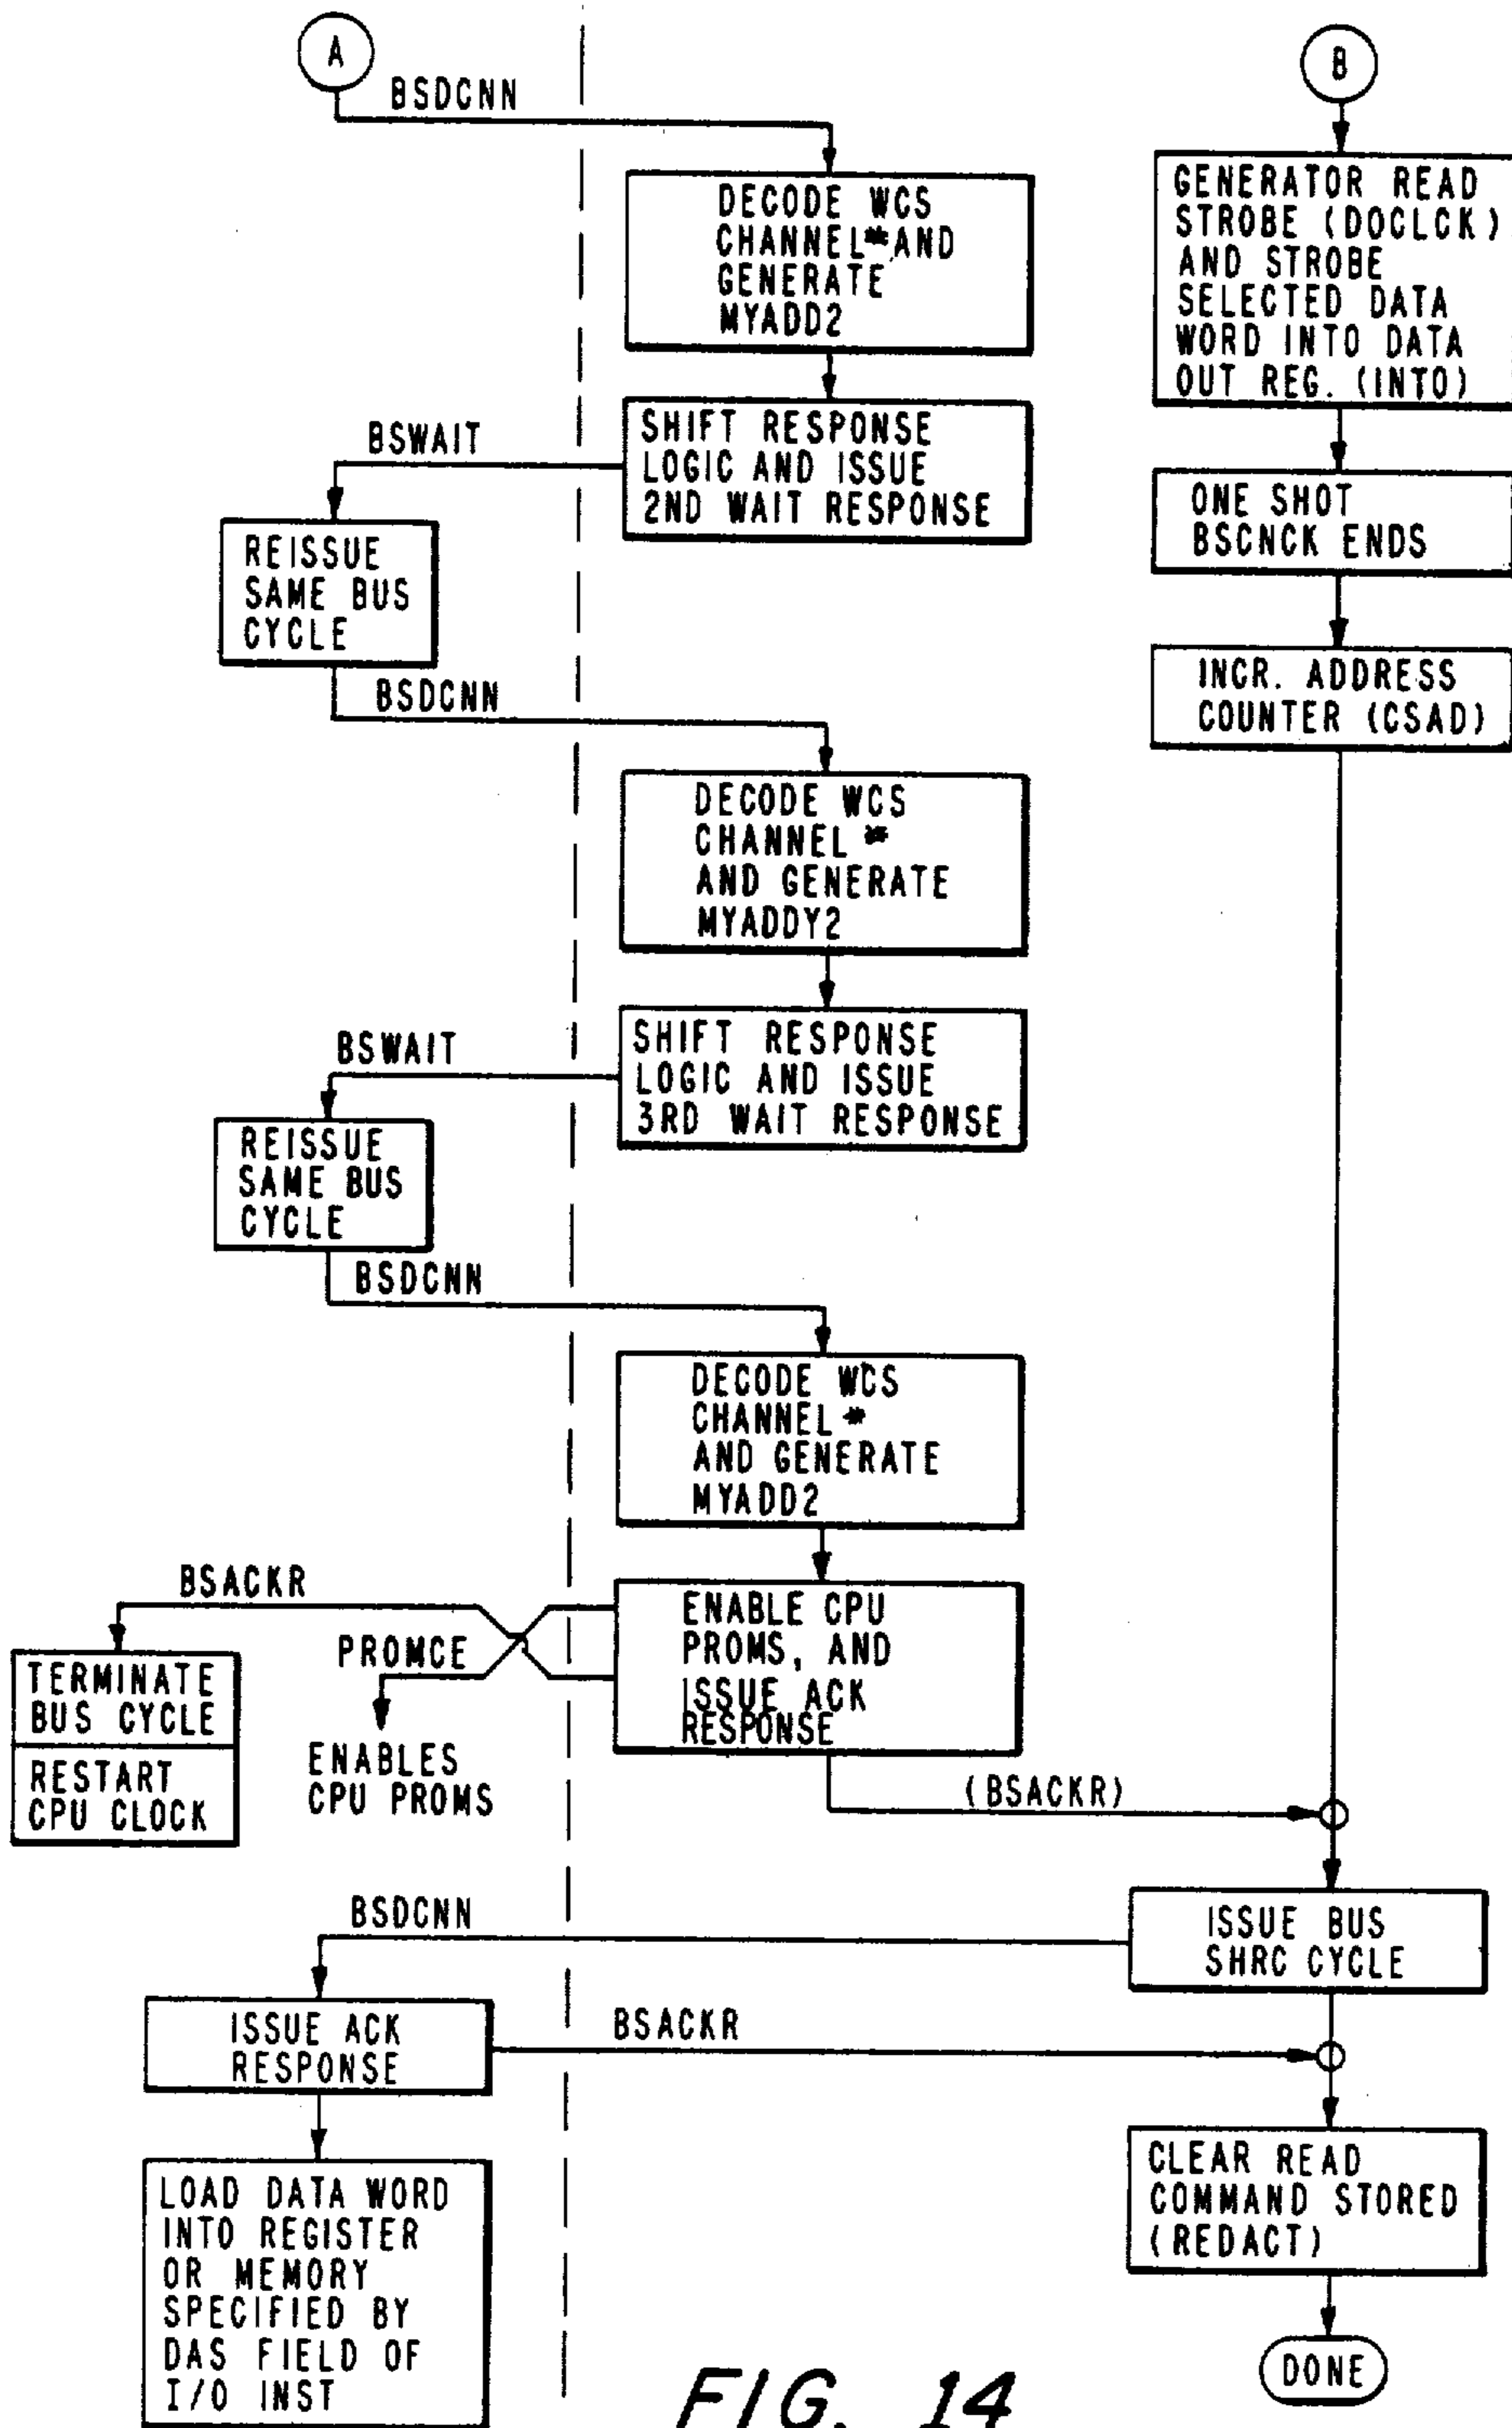 A
BSDCNN
DECODE WCS
CHANNEL # AND
GENERATE
MYADD2
SHIFT RESPONSE
LOGIC AND ISSUE
2ND WAIT RESPONSE
BSWAIT
REISSUE
SAME BUS
CYCLE
BSDCNN
DECODE WCS
CHANNEL #
AND GENERATE
MYADDY2
SHIFT RESPONSE
LOGIC AND ISSUE
3RD WAIT RESPONSE
BSWAIT
REISSUE
SAME BUS
CYCLE
BSDCNN
DECODE WCS
CHANNEL #
AND GENERATE
MYADD2
ENABLE CPU
PROMS, AND
ISSUE ACK
RESPONSE
BSACKR
PROMCE
TERMINATE
BUS CYCLE
RESTART
CPU CLOCK
ENABLES
CPU PROMS
(BSACKR)
B
GENERATOR READ
STROBE (DOCLCK)
AND STROBE
SELECTED DATA
WORD INTO DATA
OUT REG. (INTO)
ONE SHOT
BSCNCK ENDS
INCR. ADDRESS
COUNTER (CSAD)
ISSUE BUS
SHRC CYCLE
BSDCNN
ISSUE ACK
RESPONSE
BSACKR
LOAD DATA WORD
INTO REGISTER
OR MEMORY
SPECIFIED BY
DAS FIELD OF
I/O INST
CLEAR READ
COMMAND STORED
(REDACT)
DONE
FIG. 14